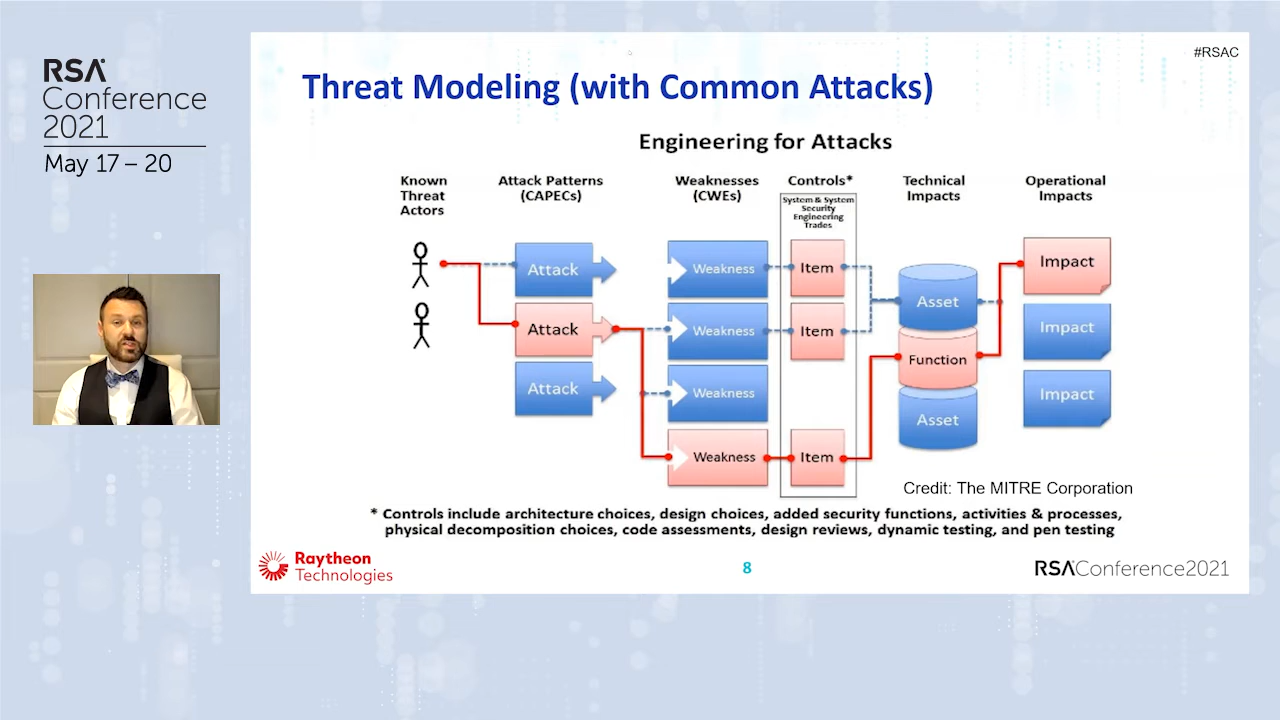 RSA
Conference
2021
May 17 – 20
#RSAC
Threat Modeling (with Common Attacks)
Engineering for Attacks
Known
Threat
Actors
Attack Patterns
(CAPECs)
Weaknesses
(CWEs)
Controls*
System & System
Security
Engineering
Trades
Technical
Impacts
Operational
Impacts
Attack
Attack
Attack
Weakness
Weakness
Weakness
Weakness
Item
Item
Item
Asset
Function
Asset
Impact
Impact
Impact
Credit: The MITRE Corporation
* Controls include architecture choices, design choices, added security functions, activities & processes,
physical decomposition choices, code assessments, design reviews, dynamic testing, and pen testing
Raytheon
Technologies
8
RSAConference2021